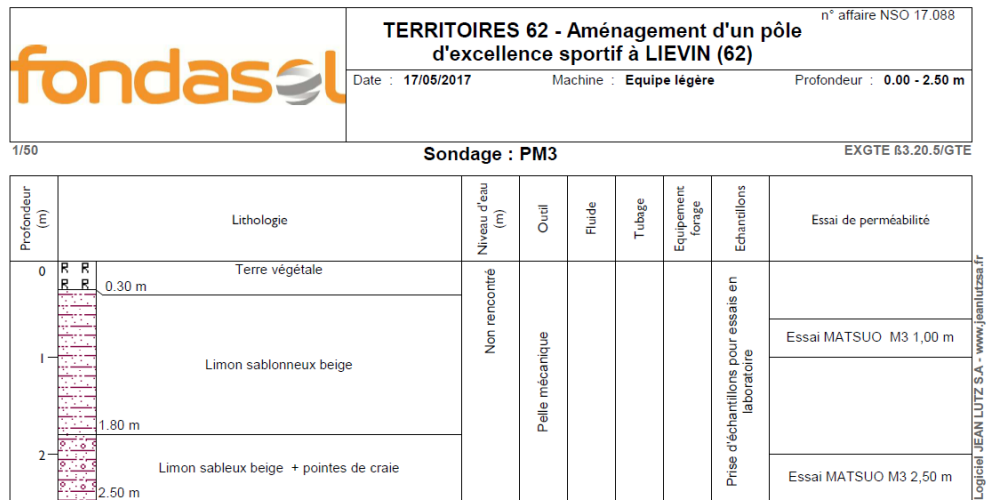 fondasol
n° affaire NSO 17.088
TERRITOIRES 62 - Aménagement d'un pôle
d'excellence sportif à LIEVIN (62)
Date : 17/05/2017 Machine : Equipe légère Profondeur : 0.00 - 2.50 m
1/50
Sondage : PM3
EXGTE ß3.20.5/GTE
Profondeur
(m)
Lithologie
Niveau d'eau
(m)
Outil
Fluide
Tubage
Equipement
forage
Echantillons
Essai de perméabilité
0
R R
R R
Terre végétale
0.30 m
Non rencontré
Pelle mécanique
Prise d'échantillons pour essais en
laboratoire
Essai MATSUO M3 1,00 m
1
Limon sablonneux beige
1.80 m
2
Limon sableux beige + pointes de craie
Essai MATSUO M3 2,50 m
2.50 m
Logiciel JEAN LUTZ S.A - www.jeanlutzsa.fr